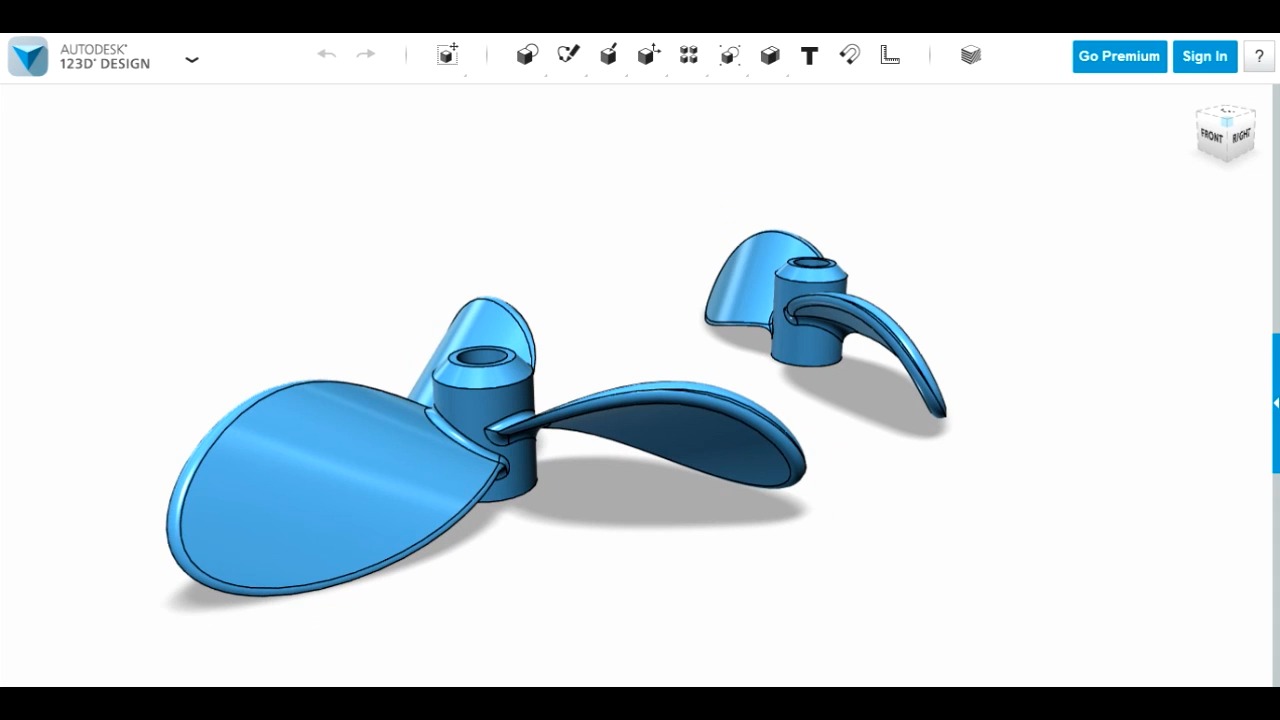 AUTODESK®
123D® DESIGN
T
Go Premium
Sign In
?
FRONT
RIGHT